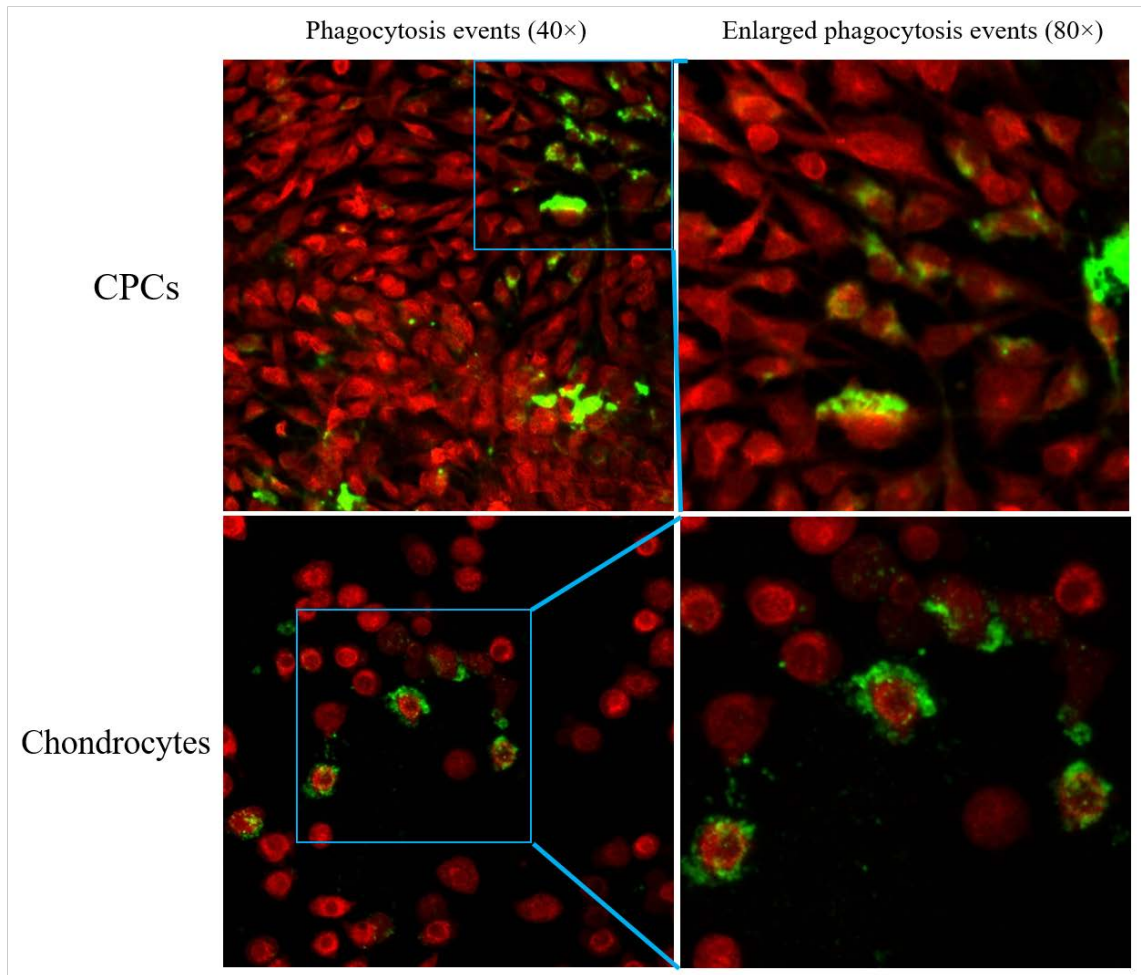 Phagocytosis events (40×)
Enlarged phagocytosis events (80×)
CPCs
Chondrocytes